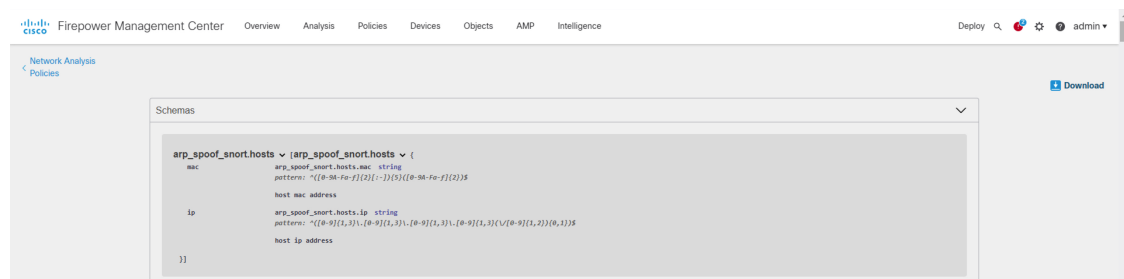 cisco Firepower Management Center Overview Analysis Policies Devices Objects AMP Intelligence Deploy 2 ? admin
Network Analysis
Policies
Download
Schemas
arp_spoof_snort.hosts [arp_spoof_snort.hosts {
mac arp_spoof_snort.hosts.mac string
pattern: ^([0-9A-Fa-f]{2}[:-]){5}([0-9A-Fa-f]{2})$
host mac address
ip arp_spoof_snort.hosts.ip string
pattern: ^([0-9]{1,3}\.[0-9]{1,3}\.[0-9]{1,3}\.[0-9]{1,3}(\/[0-9]{1,2}){0,1})$
host ip address
}]